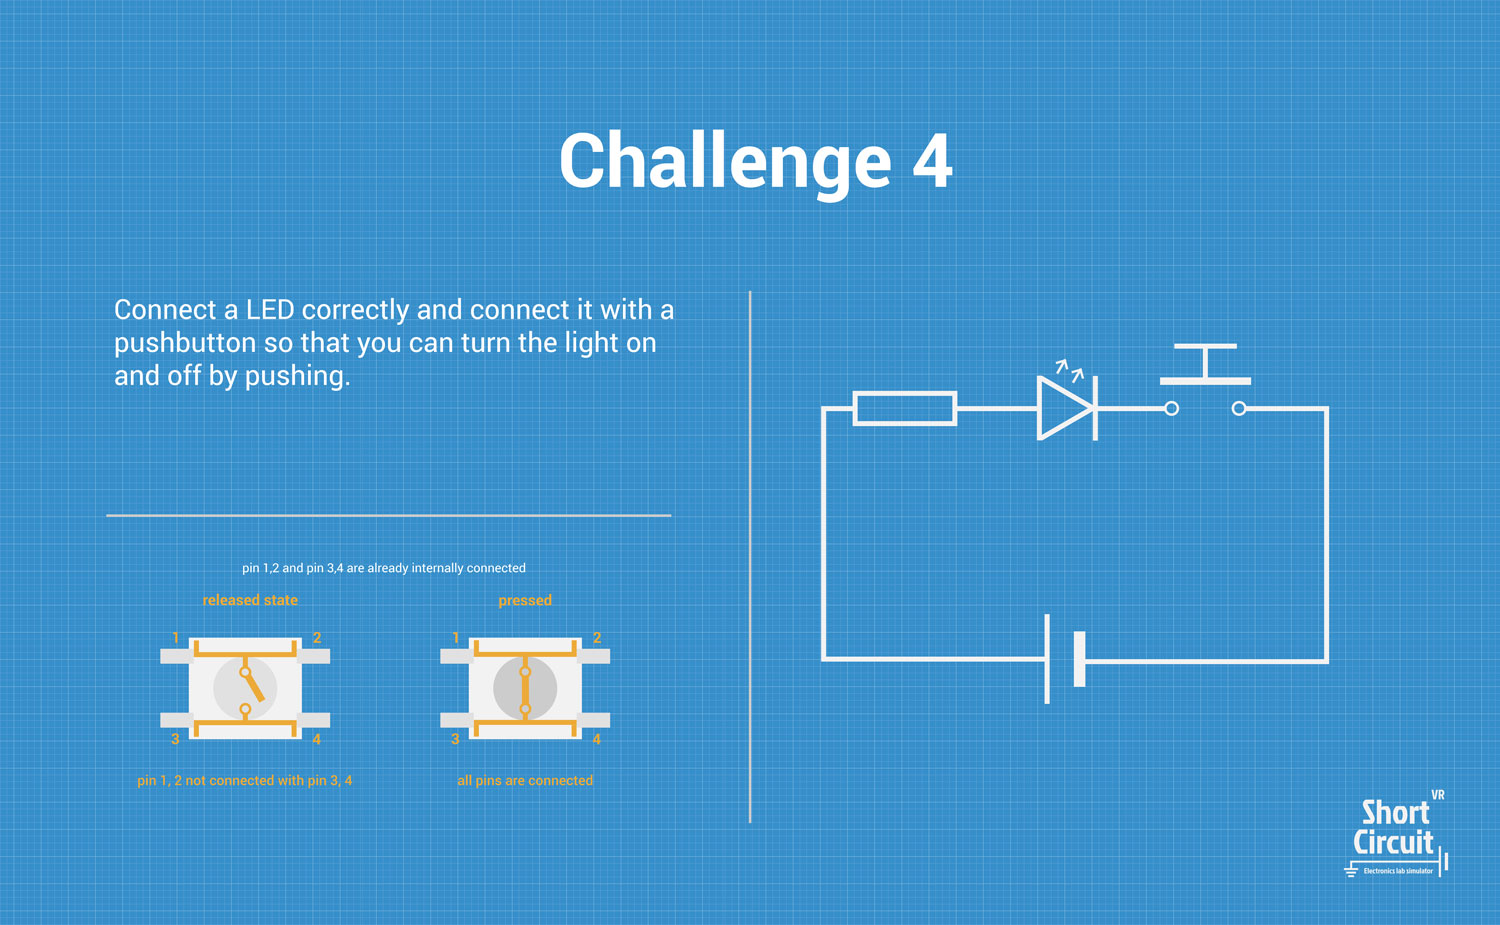 Challenge 4
Connect a LED correctly and connect it with a
pushbutton so that you can turn the light on
and off by pushing.
pin 1,2 and pin 3,4 are already internally connected
released state
1 2
3 4
pin 1, 2 not connected with pin 3, 4
pressed
1 2
3 4
all pins are connected
Short VR
Circuit
Electronics lab simulator